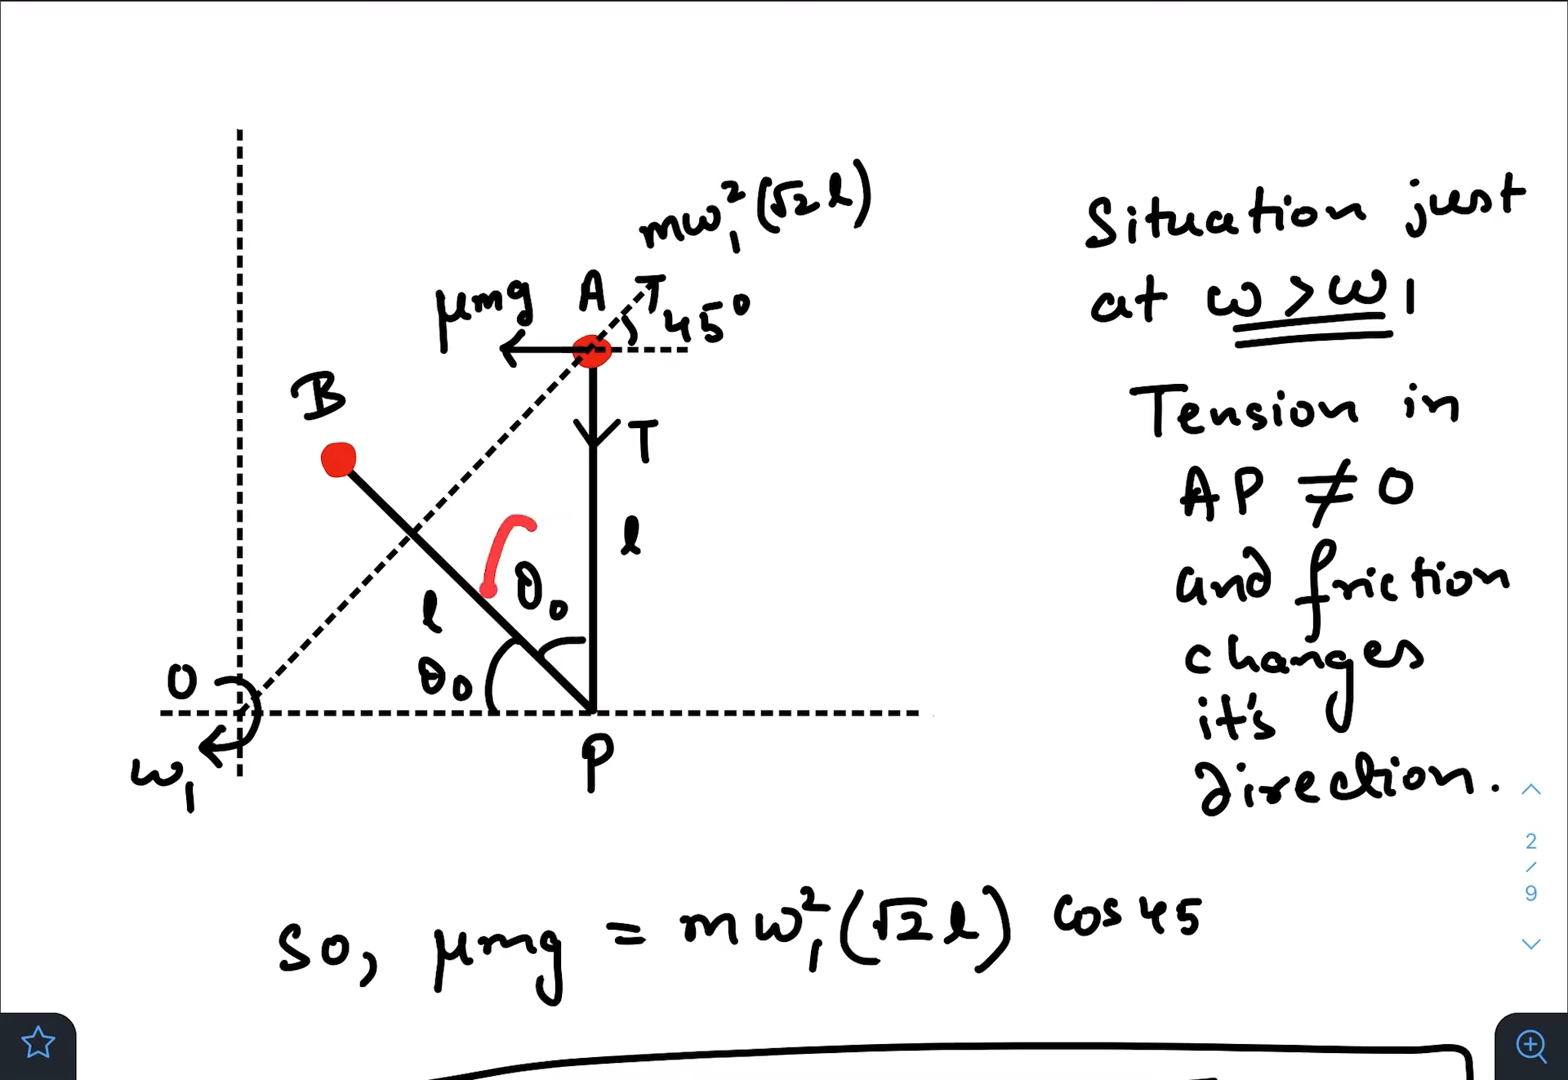 mω₁²(√2 l)
μmg
A
T
45°
B
T
l
θ₀
l
θ₀
O
ω₁
P
Situation just
at ω > ω1
Tension in
AP ≠ 0
and friction
changes
it's
direction.
so, μmg = mω₁²(√2 l) cos 45
2
/
9